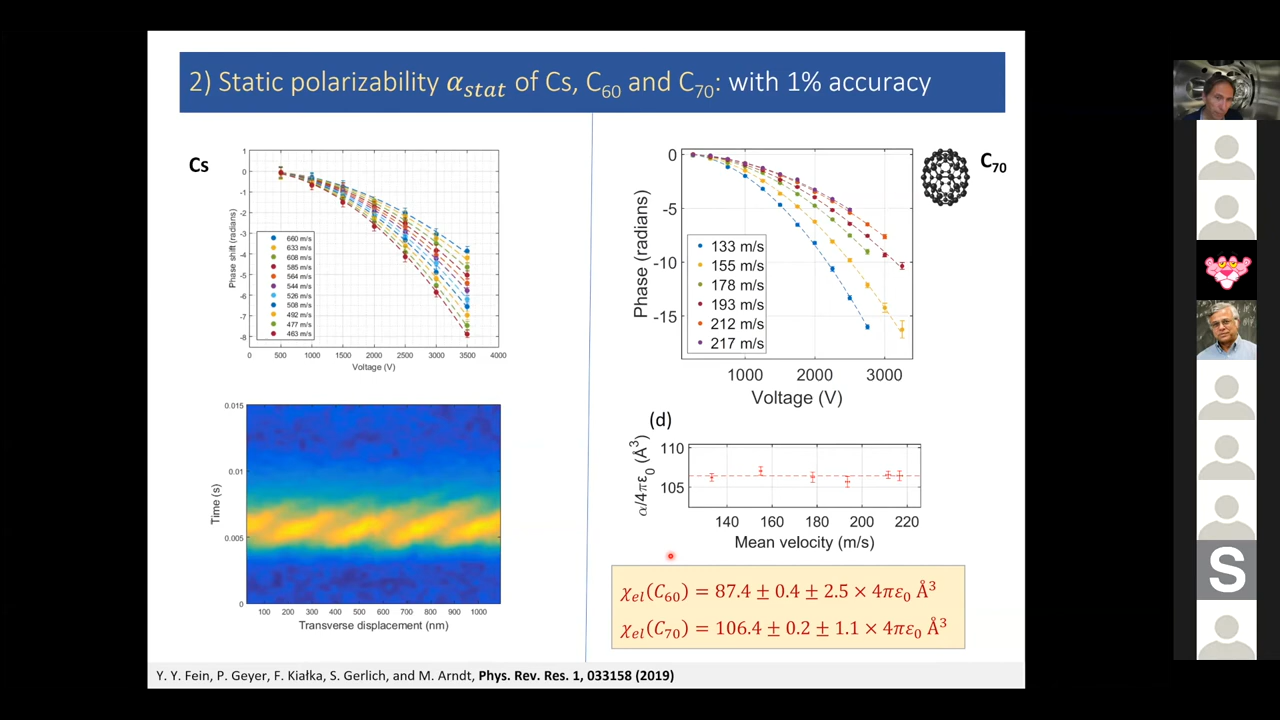 2) Static polarizability α_stat of Cs, C₆₀ and C₇₀: with 1% accuracy
Cs
1
0
-1
-2
-3
-4
-5
-6
-7
-8
Phase shift (radians)
660 m/s
633 m/s
608 m/s
585 m/s
564 m/s
544 m/s
526 m/s
508 m/s
492 m/s
477 m/s
463 m/s
0 500 1000 1500 2000 2500 3000 3500 4000
Voltage (V)
0.015
0.01
0.005
0
Time (s)
100 200 300 400 500 600 700 800 900 1000
Transverse displacement (nm)
C₇₀
0
-5
-10
-15
Phase (radians)
133 m/s
155 m/s
178 m/s
193 m/s
212 m/s
217 m/s
1000 2000 3000
Voltage (V)
(d)
110
105
α/4πε₀ (Å³)
140 160 180 200 220
Mean velocity (m/s)
χ_el(C₆₀) = 87.4 ± 0.4 ± 2.5 × 4πε₀ Å³
χ_el(C₇₀) = 106.4 ± 0.2 ± 1.1 × 4πε₀ Å³
Y. Y. Fein, P. Geyer, F. Kiałka, S. Gerlich, and M. Arndt, Phys. Rev. Res. 1, 033158 (2019)
S